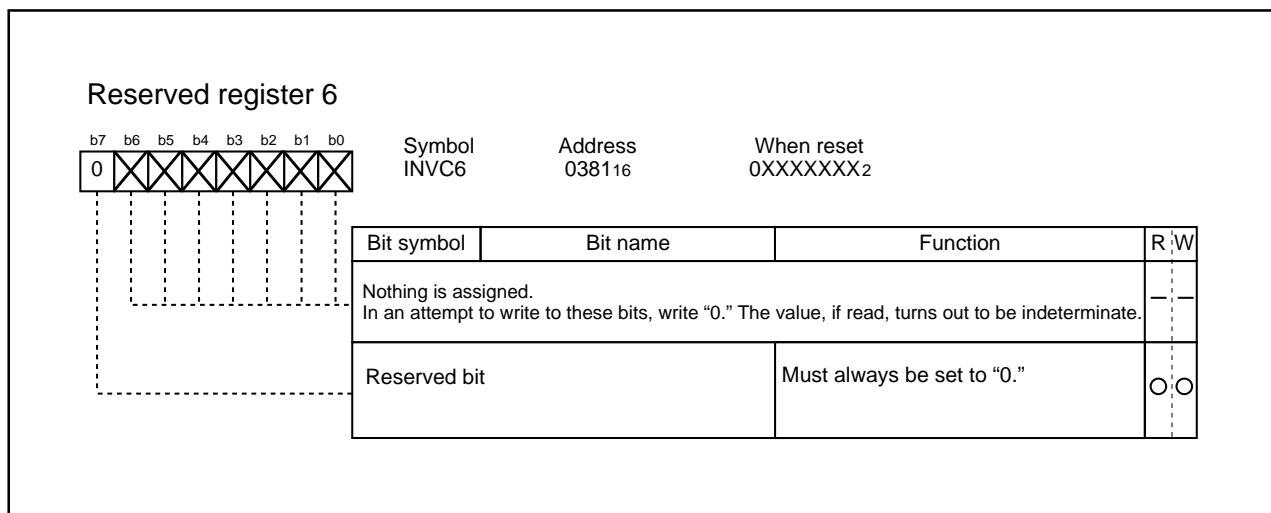 Reserved register 6
b7 b6 b5 b4 b3 b2 b1 b0
Symbol Address When reset
0 INVC6 038116 0XXXXXXX2
Bit symbol Bit name Function R W
Nothing is assigned.
In an attempt to write to these bits, write “0.” The value, if read, turns out to be indeterminate. — —
Reserved bit Must always be set to “0.”